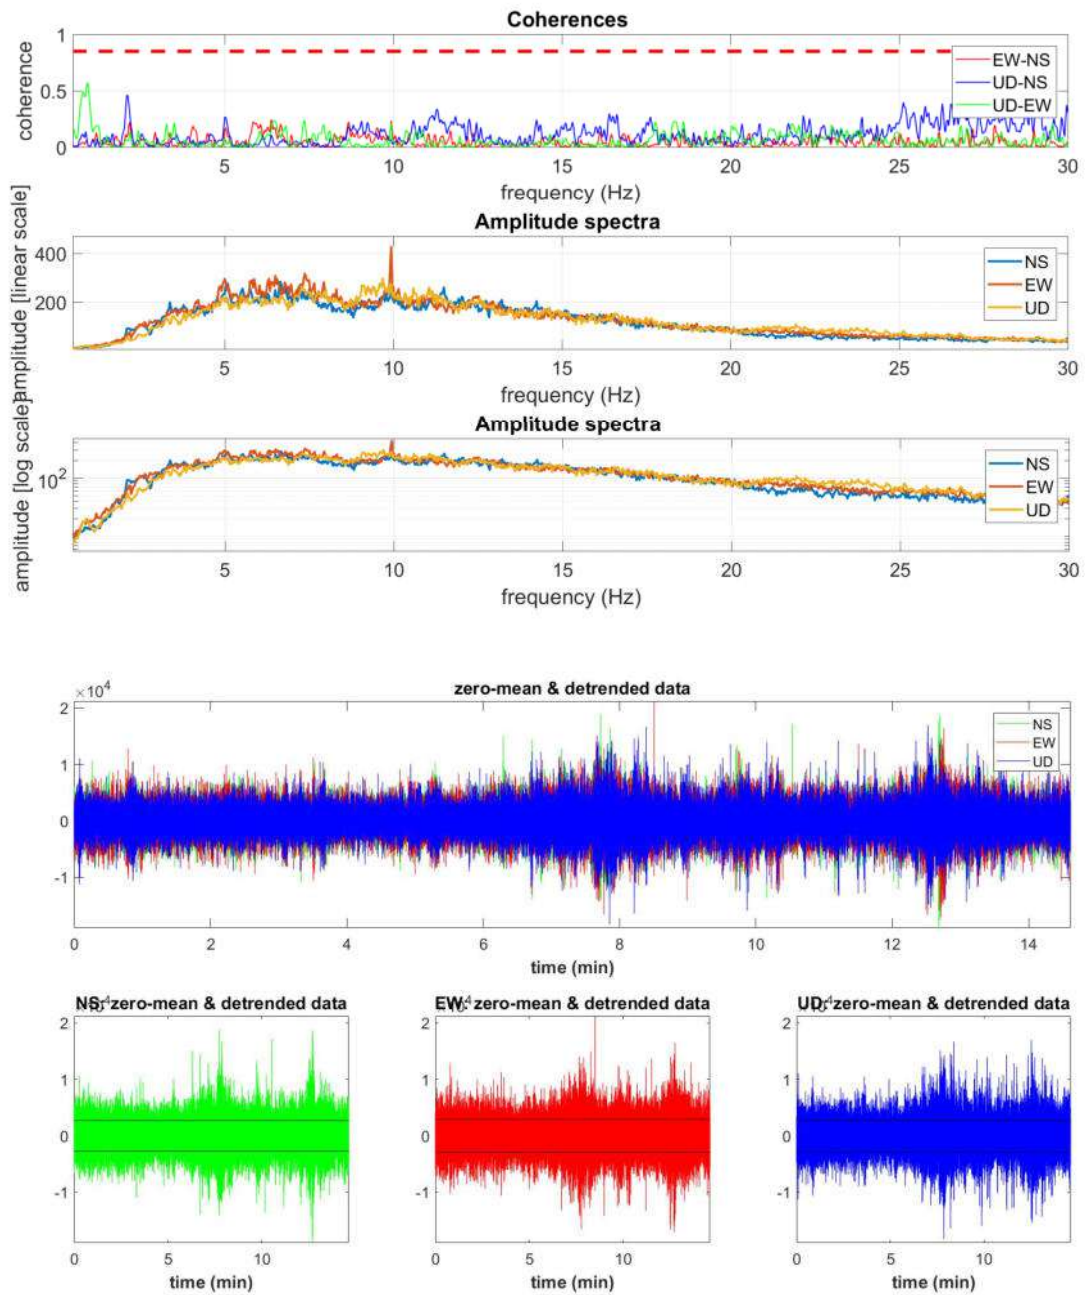 Coherences
coherence
1
0.5
0
EW-NS
UD-NS
UD-EW
5 10 15 20 25 30
frequency (Hz)
Amplitude spectra
amplitude [linear scale]
400
200
NS
EW
UD
5 10 15 20 25 30
frequency (Hz)
Amplitude spectra
amplitude [log scale]
10²
NS
EW
UD
5 10 15 20 25 30
frequency (Hz)
zero-mean & detrended data
×10⁴
2
1
0
-1
NS
EW
UD
0 2 4 6 8 10 12 14
time (min)
NS: zero-mean & detrended data
2
1
0
-1
0 5 10
time (min)
EW: zero-mean & detrended data
2
1
0
-1
0 5 10
time (min)
UD: zero-mean & detrended data
2
1
0
-1
0 5 10
time (min)